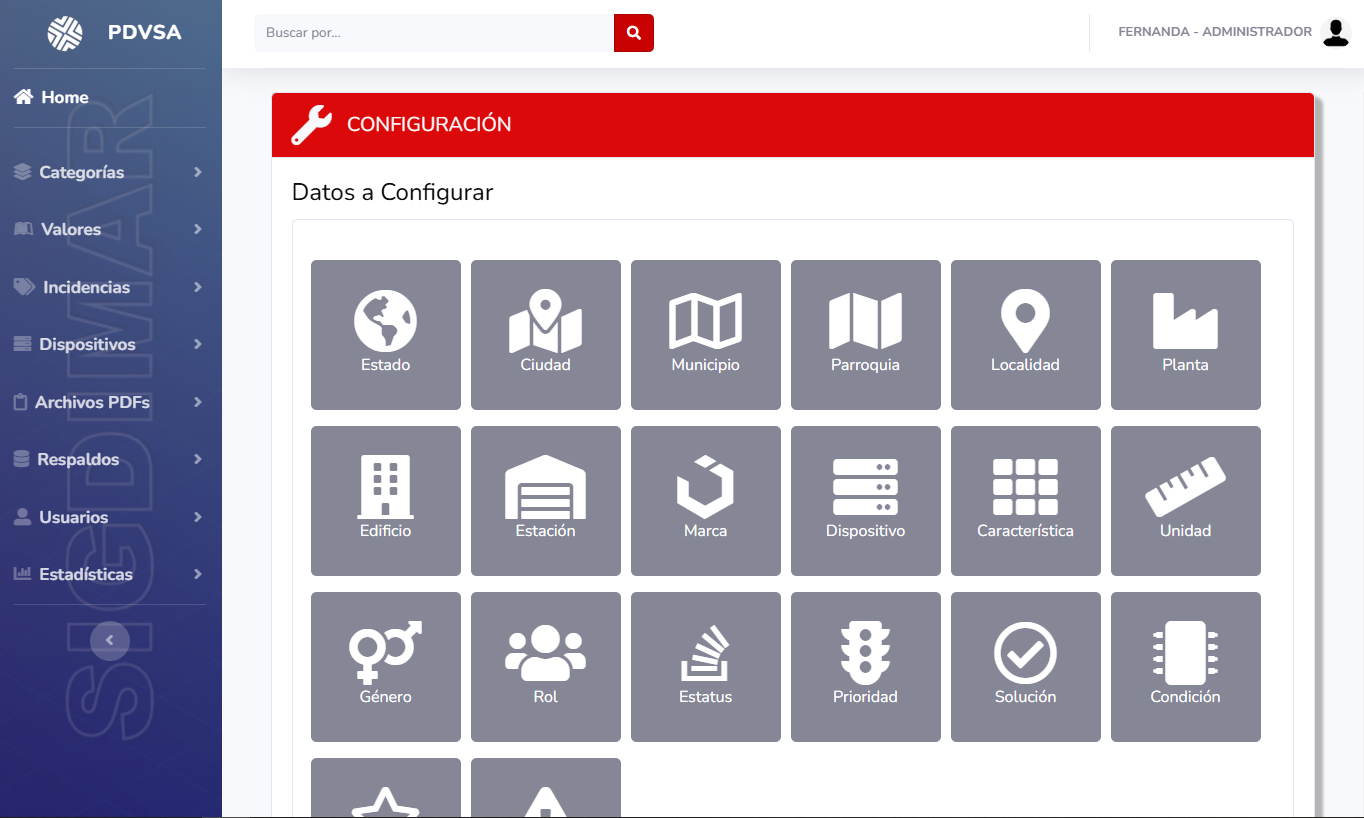 PDVSA
Buscar por...
FERNANDA - ADMINISTRADOR
Home
Categorías
Valores
Incidencias
Dispositivos
Archivos PDFs
Respaldos
Usuarios
Estadísticas
SIGDIMAR
CONFIGURACIÓN
Datos a Configurar
Estado
Ciudad
Municipio
Parroquia
Localidad
Planta
Edificio
Estación
Marca
Dispositivo
Característica
Unidad
Género
Rol
Estatus
Prioridad
Solución
Condición